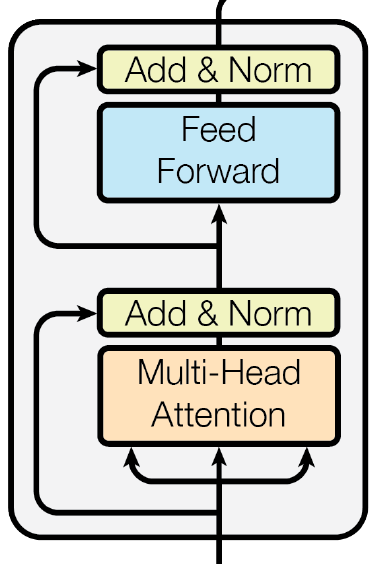 Add & Norm
Feed
Forward
Add & Norm
Multi-Head
Attention